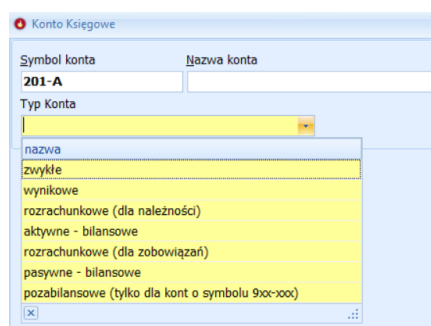 Konto Księgowe
Symbol konta Nazwa konta
201-A
Typ Konta
nazwa
zwykłe
wynikowe
rozrachunkowe (dla należności)
aktywne - bilansowe
rozrachunkowe (dla zobowiązań)
pasywne - bilansowe
pozabilansowe (tylko dla kont o symbolu 9xx-xxx)